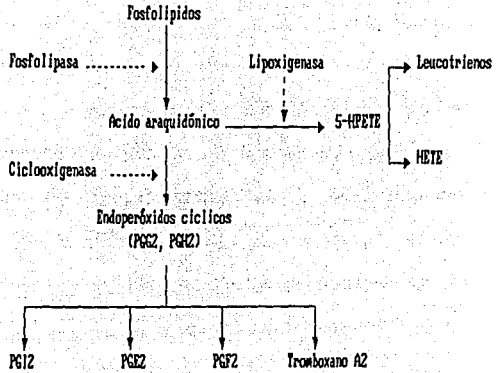 Fosfolípidos
Fosfolipasa
Lipoxigenasa
Leucotrienos
Acido araquidónico
5-HPETE
HETE
Ciclooxigenasa
Endoperóxidos cíclicos
(PGG2, PGH2)
PGI2
PGE2
PGF2
Tromboxano A2